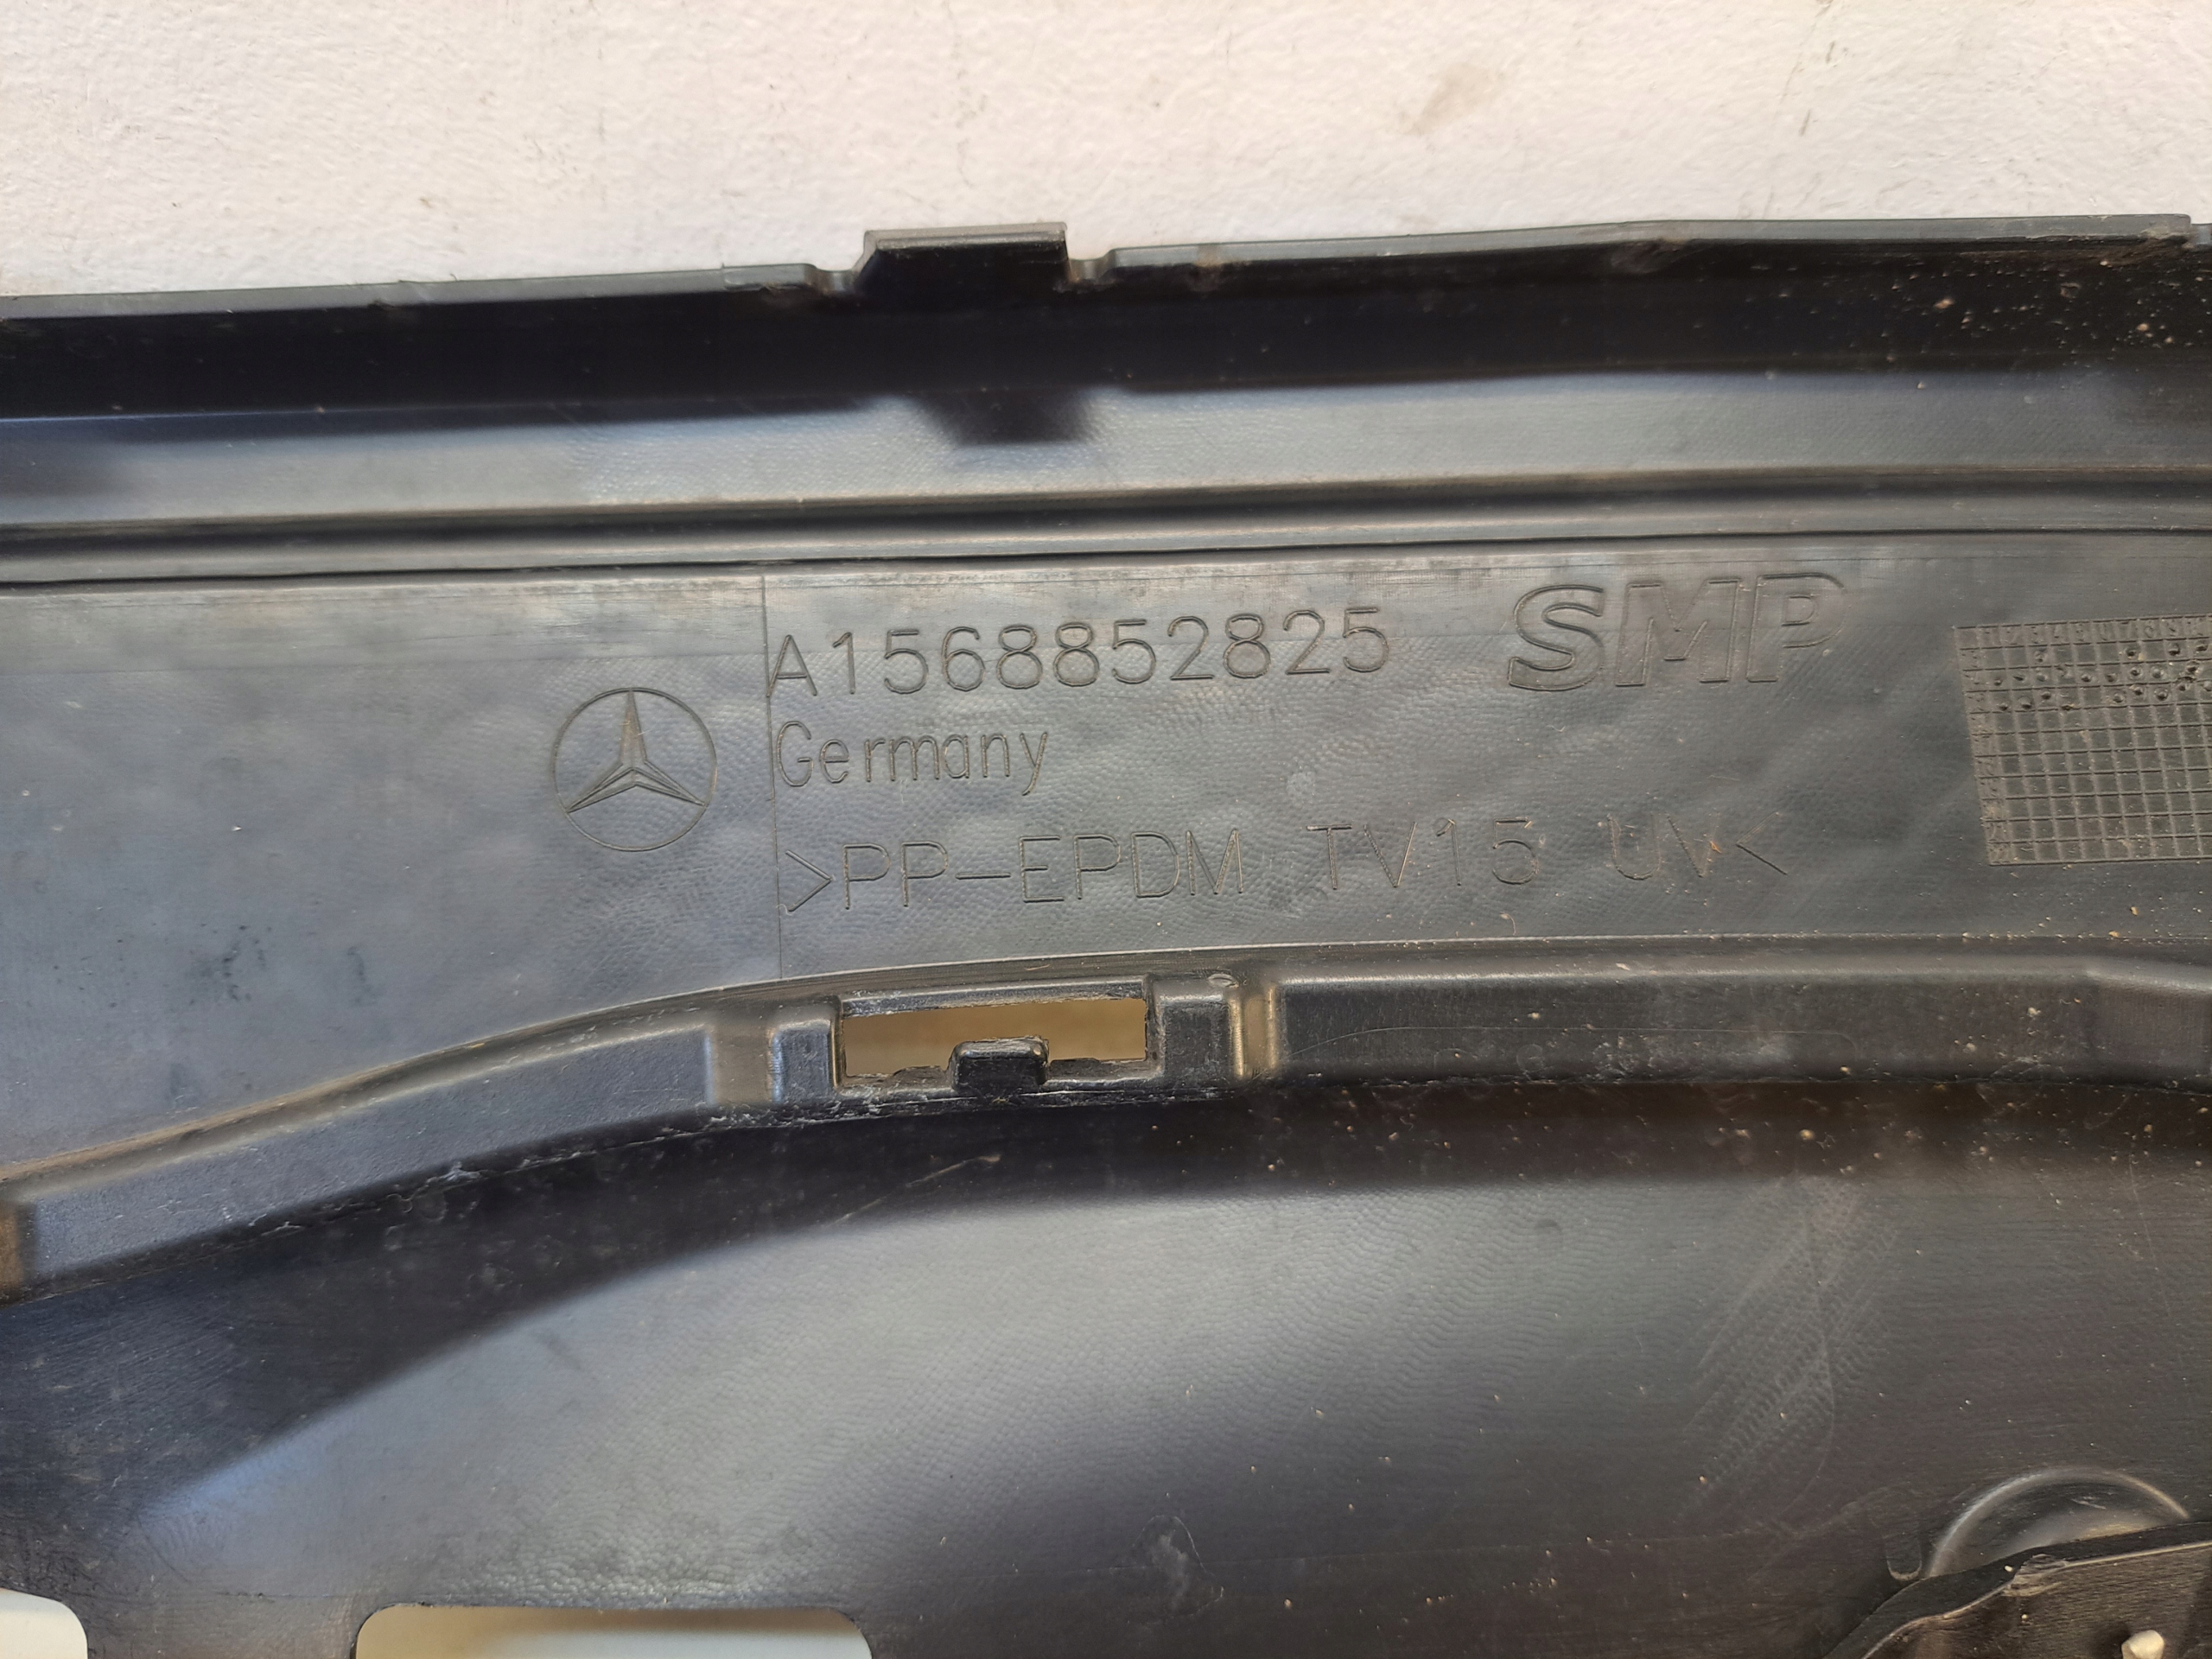 A1568852825
SMP
Germany
>PP-EPDM TV15 UV<